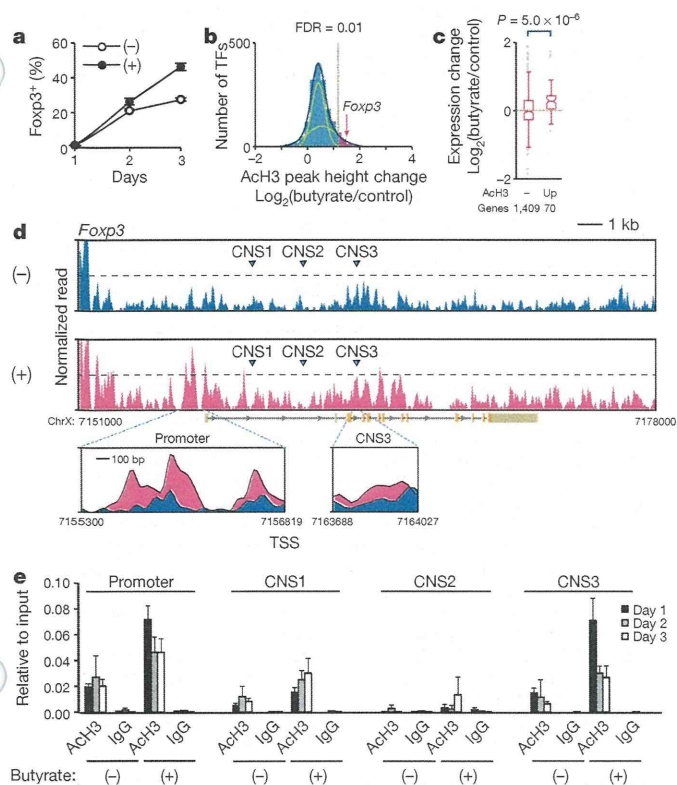 a
(-)
(+)
Foxp3+ (%)
60
40
20
0
1
2
3
Days
b
FDR = 0.01
500
Number of TFs
Foxp3
0
−2
0
2
4
AcH3 peak height change
Log2(butyrate/control)
c
P = 5.0 × 10−6
Expression change
Log2(butyrate/control)
2
0
−2
AcH3 − Up
Genes 1,409 70
d
Foxp3
1 kb
(-)
(+)
Normalized read
CNS1 CNS2 CNS3
CNS1 CNS2 CNS3
ChrX: 7151000
7178000
Promoter
100 bp
7155300
7156819
CNS3
7163688
7164027
TSS
e
Relative to input
0.10
0.08
0.06
0.04
0.02
0.00
Promoter CNS1 CNS2 CNS3
Day 1
Day 2
Day 3
AcH3 IgG AcH3 IgG AcH3 IgG AcH3 IgG AcH3 IgG AcH3 IgG AcH3 IgG AcH3 IgG
Butyrate: (-) (+) (-) (+) (-) (+) (-) (+)